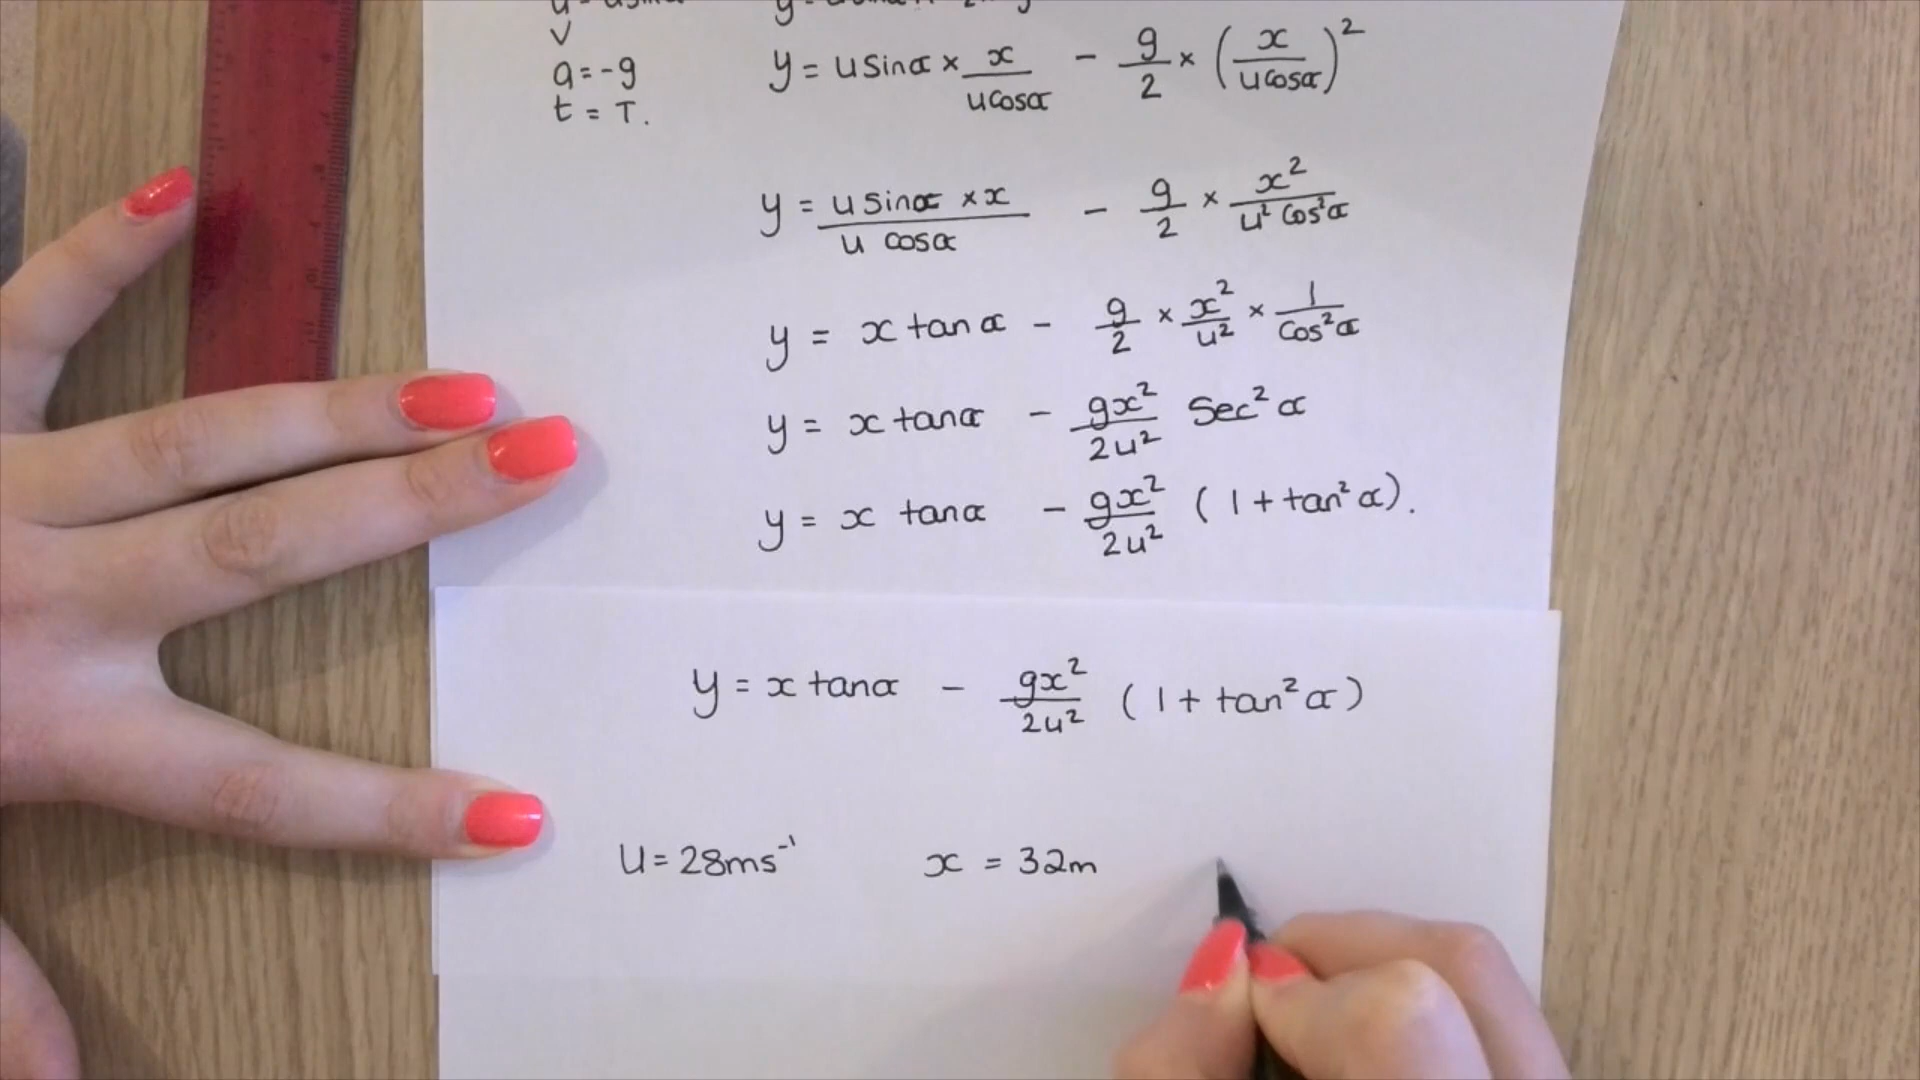 v
a = -g
t = T.
y = u sinα × x/(u cosα) - g/2 × (x/(u cosα))²
y = (u sinα × x)/(u cosα) - g/2 × x²/(u² cos²α)
y = x tanα - g/2 × x²/u² × 1/(cos²α)
y = x tanα - gx²/2u² Sec²α
y = x tanα - gx²/2u² (1 + tan²α).
y = x tanα - gx²/2u² (1 + tan²α)
u = 28ms⁻¹ x = 32m